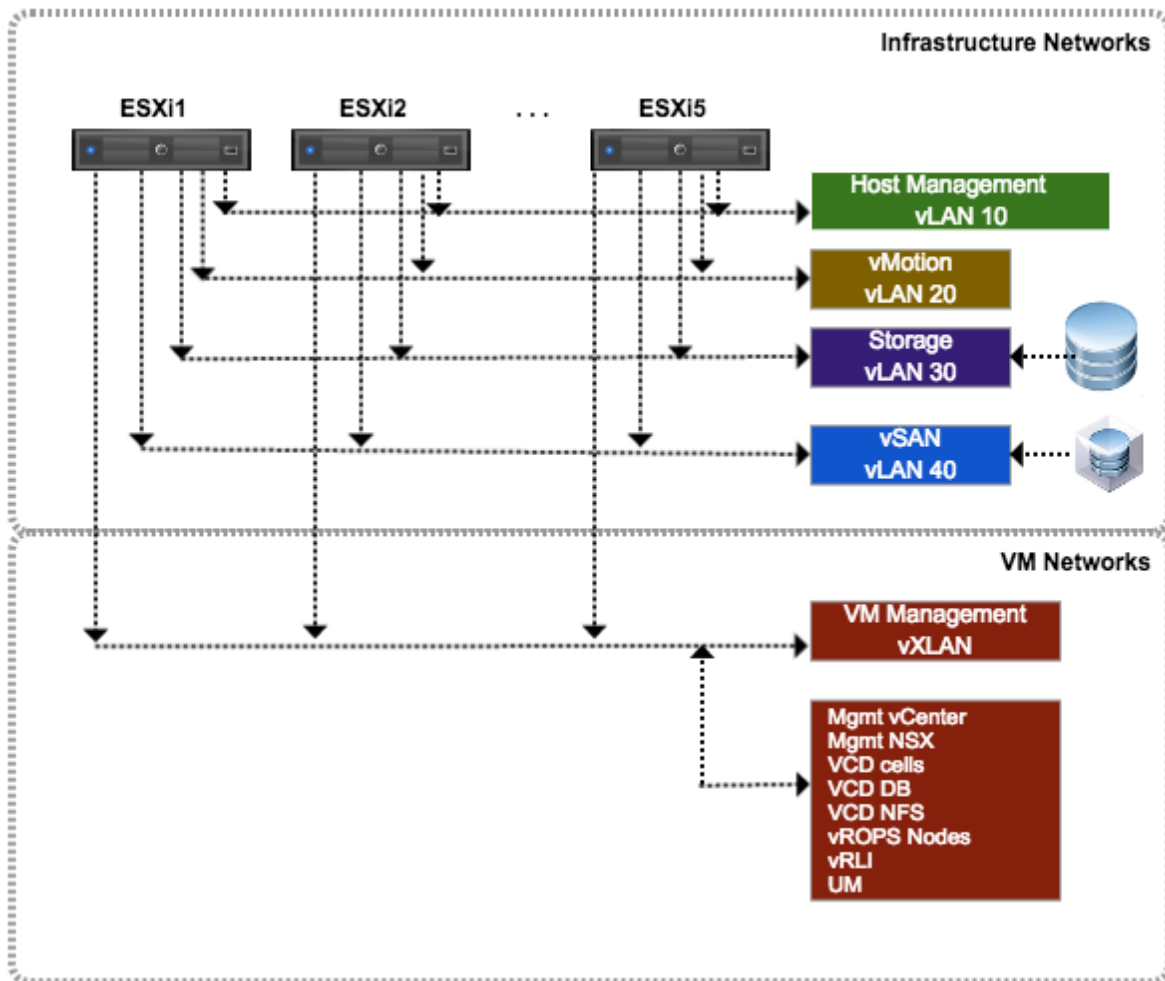 Infrastructure Networks
ESXi1
ESXi2
. . .
ESXi5
Host Management
vLAN 10
vMotion
vLAN 20
Storage
vLAN 30
vSAN
vLAN 40
VM Networks
VM Management
vXLAN
Mgmt vCenter
Mgmt NSX
VCD cells
VCD DB
VCD NFS
vROPS Nodes
vRLI
UM